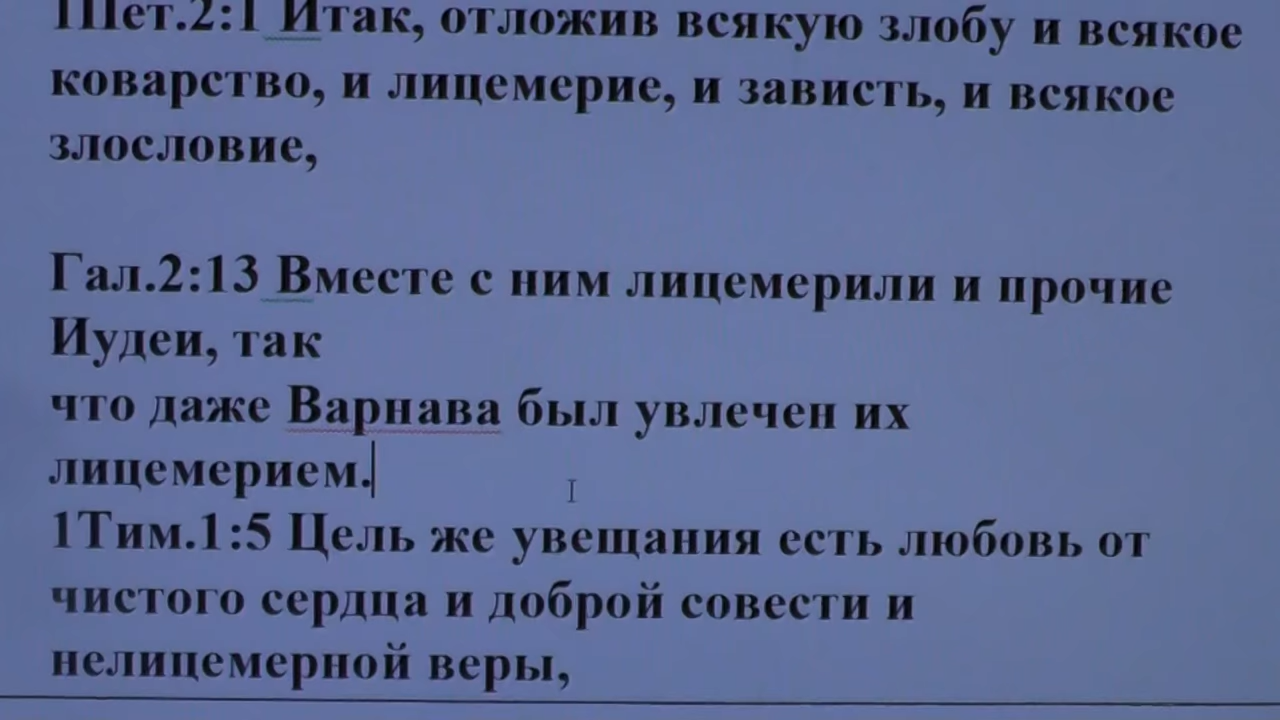 1Пет.2:1 Итак, отложив всякую злобу и всякое
коварство, и лицемерие, и зависть, и всякое
злословие,
Гал.2:13 Вместе с ним лицемерили и прочие
Иудеи, так
что даже Варнава был увлечен их
лицемерием.
1Тим.1:5 Цель же увещания есть любовь от
чистого сердца и доброй совести и
нелицемерной веры,